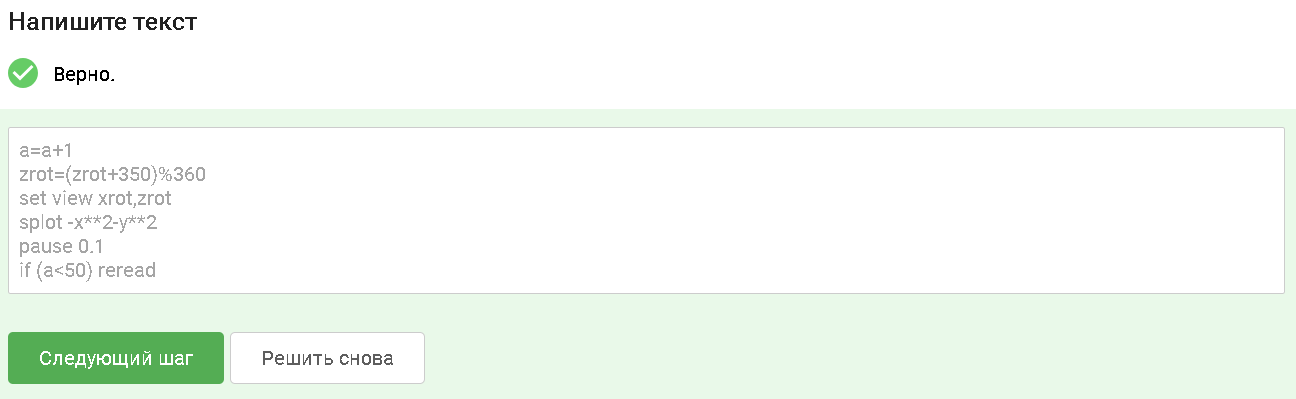 Напишите текст
Верно.
a=a+1
zrot=(zrot+350)%360
set view xrot,zrot
splot -x**2-y**2
pause 0.1
if (a<50) reread
Следующий шаг
Решить снова